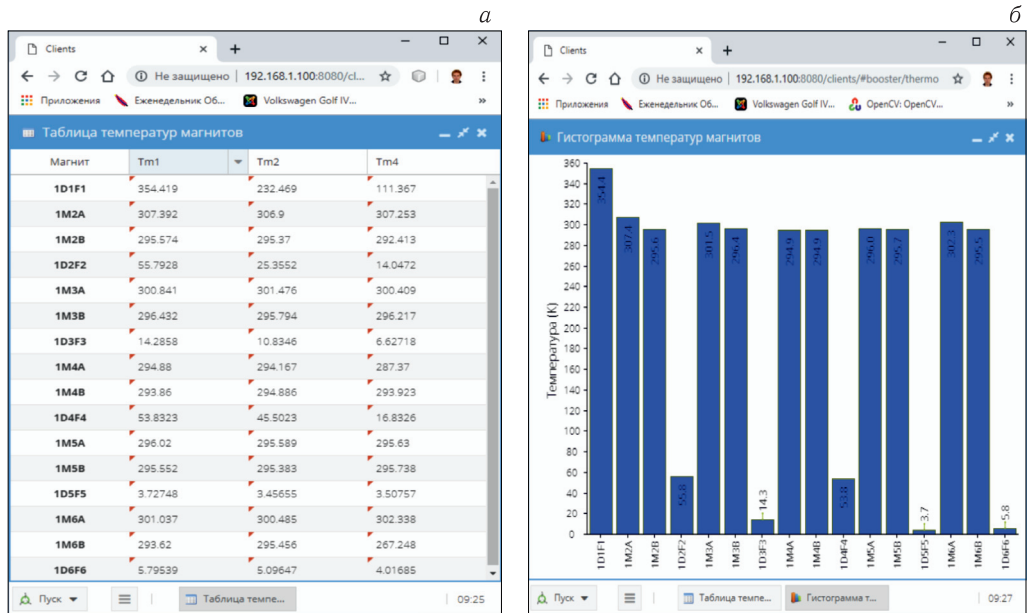 а
Clients
Не защищено | 192.168.1.100:8080/cl...
Приложения Еженедельник Об... Volkswagen Golf IV... »
Таблица температур магнитов
Магнит Tm1 Tm2 Tm4
1D1F1 354.419 232.469 111.367
1M2A 307.392 306.9 307.253
1M2B 295.574 295.37 292.413
1D2F2 55.7928 25.3552 14.0472
1M3A 300.841 301.476 300.409
1M3B 296.432 295.794 296.217
1D3F3 14.2858 10.8346 6.62718
1M4A 294.88 294.167 287.37
1M4B 293.86 294.886 293.923
1D4F4 53.8323 45.5023 16.8326
1M5A 296.02 295.589 295.63
1M5B 295.552 295.383 295.738
1D5F5 3.72748 3.45655 3.50757
1M6A 301.037 300.485 302.338
1M6B 293.62 295.456 267.248
1D6F6 5.79539 5.09647 4.01685
Пуск Таблица темпе... 09:25
б
Clients
Не защищено | 192.168.1.100:8080/clients/#booster/thermo
Приложения Еженедельник Об... Volkswagen Golf IV... OpenCV: OpenCV... »
Гистограмма температур магнитов
Температура (K)
360
340
320
300
280
260
240
220
200
180
160
140
120
100
80
60
40
20
0
354.4 307.4 295.6 55.8 301.5 296.4 14.3 294.9 294.9 53.8 296.0 295.7 3.7 302.3 295.5 5.8
1D1F1 1M2A 1M2B 1D2F2 1M3A 1M3B 1D3F3 1M4A 1M4B 1D4F4 1M5A 1M5B 1D5F5 1M6A 1M6B 1D6F6
Пуск Таблица темпе... Гистограмма т... 09:27